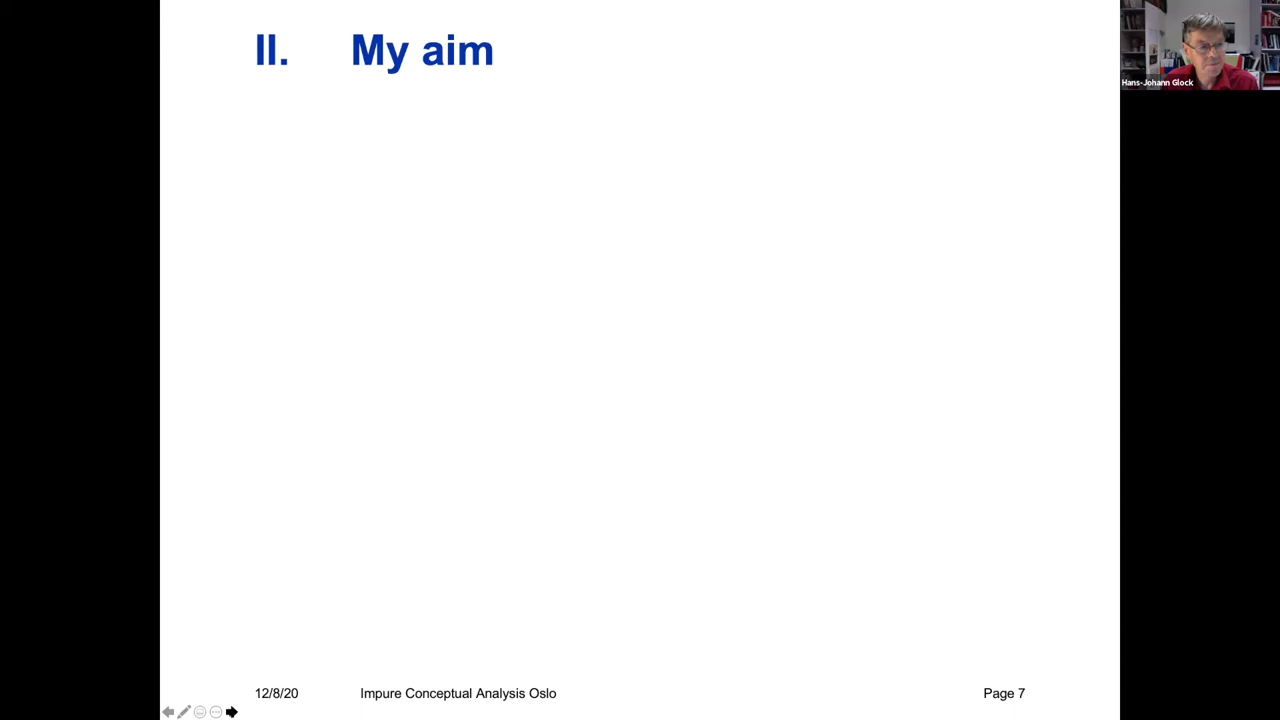 II. My aim
Hans-Johann Glock
12/8/20 Impure Conceptual Analysis Oslo Page 7